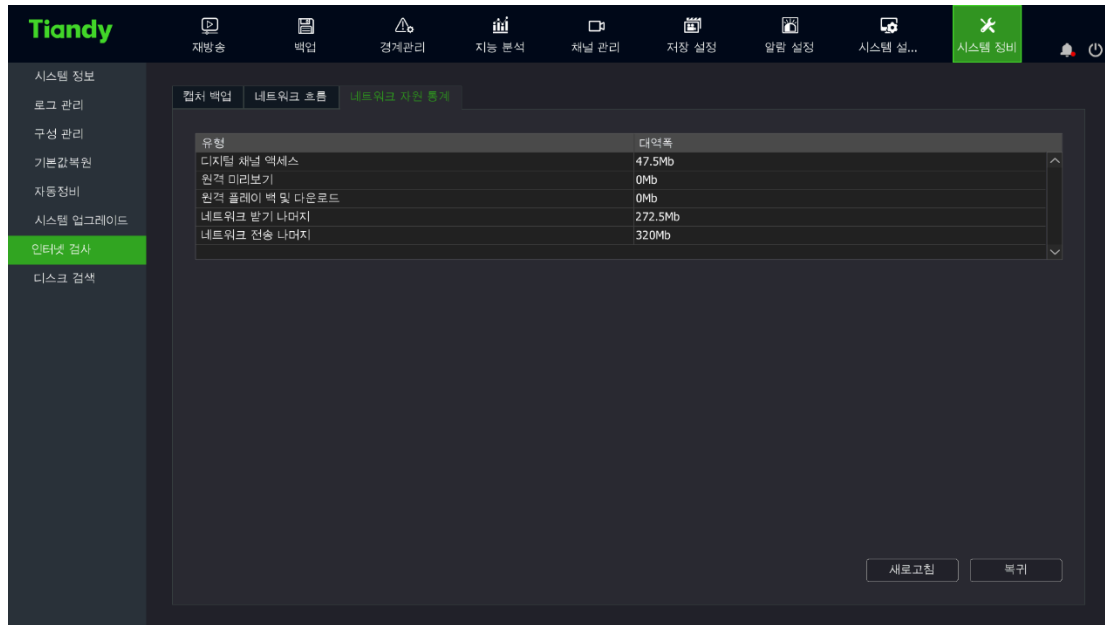 Tiandy
재방송 백업 경계관리 지능 분석 채널 관리 저장 설정 알람 설정 시스템 설... 시스템 정비
시스템 정보
로그 관리
구성 관리
기본값복원
자동정비
시스템 업그레이드
인터넷 검사
디스크 검색
캡처 백업 네트워크 흐름 네트워크 자원 통계
유형 대역폭
디지털 채널 액세스 47.5Mb
원격 미리보기 0Mb
원격 플레이 백 및 다운로드 0Mb
네트워크 받기 나머지 272.5Mb
네트워크 전송 나머지 320Mb
새로고침 복귀